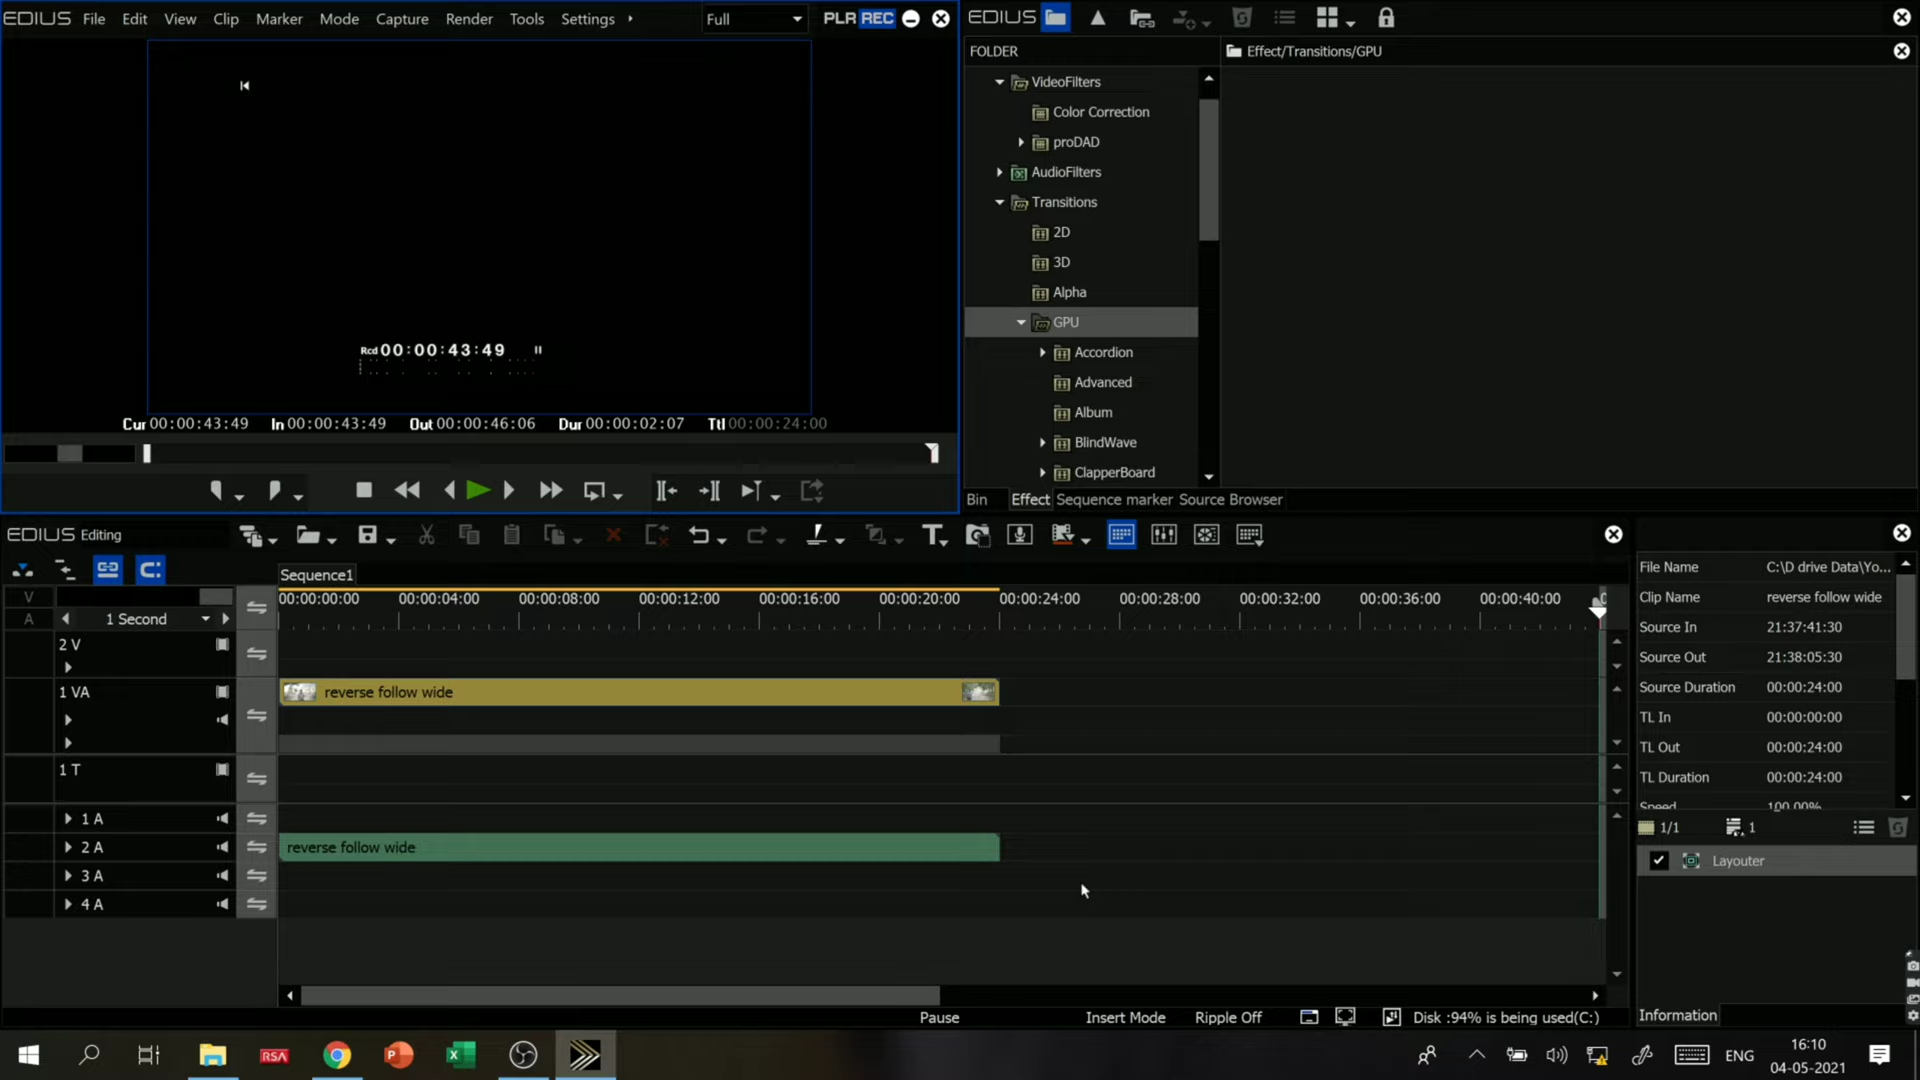 EDIUS File Edit View Clip Marker Mode Capture Render Tools Settings Full PLR REC
Rcd 00:00:43:49
Cur 00:00:43:49 In 00:00:43:49 Out 00:00:46:06 Dur 00:00:02:07 Ttl 00:00:24:00
EDIUS
FOLDER
Effect/Transitions/GPU
VideoFilters
Color Correction
proDAD
AudioFilters
Transitions
2D
3D
Alpha
GPU
Accordion
Advanced
Album
BlindWave
ClapperBoard
Bin Effect Sequence marker Source Browser
EDIUS Editing
Sequence1
V
A
1 Second
00:00:00:00 00:00:04:00 00:00:08:00 00:00:12:00 00:00:16:00 00:00:20:00 00:00:24:00 00:00:28:00 00:00:32:00 00:00:36:00 00:00:40:00
2 V
1 VA
reverse follow wide
1 T
1 A
2 A
reverse follow wide
3 A
4 A
Pause Insert Mode Ripple Off Disk :94% is being used(C:)
File Name C:\D drive Data\Yo...
Clip Name reverse follow wide
Source In 21:37:41:30
Source Out 21:38:05:30
Source Duration 00:00:24:00
TL In 00:00:00:00
TL Out 00:00:24:00
TL Duration 00:00:24:00
Speed 100.00%
1/1 1
Layouter
Information
RSA
ENG
16:10
04-05-2021